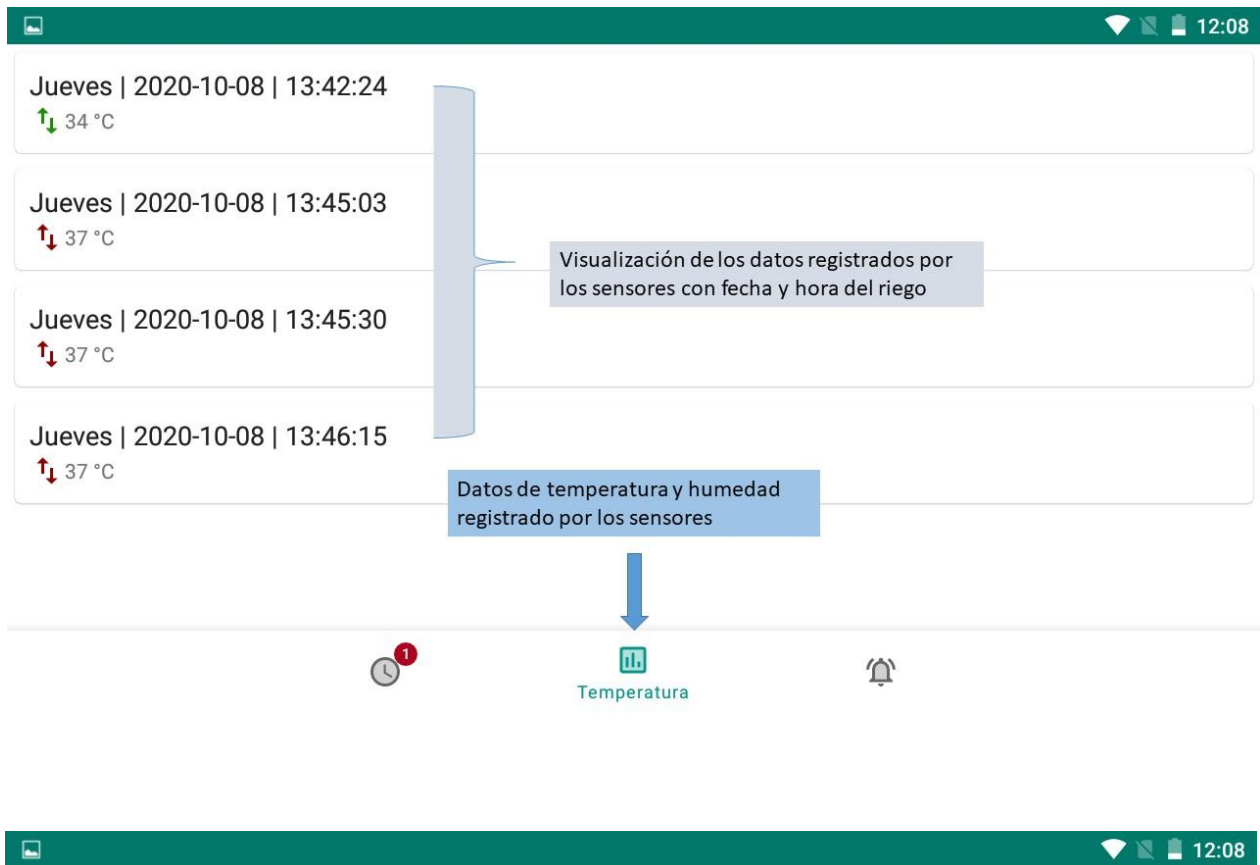 12:08
Jueves | 2020-10-08 | 13:42:24
34 °C
Jueves | 2020-10-08 | 13:45:03
37 °C
Visualización de los datos registrados por
los sensores con fecha y hora del riego
Jueves | 2020-10-08 | 13:45:30
37 °C
Jueves | 2020-10-08 | 13:46:15
37 °C
Datos de temperatura y humedad
registrado por los sensores
1
Temperatura
12:08